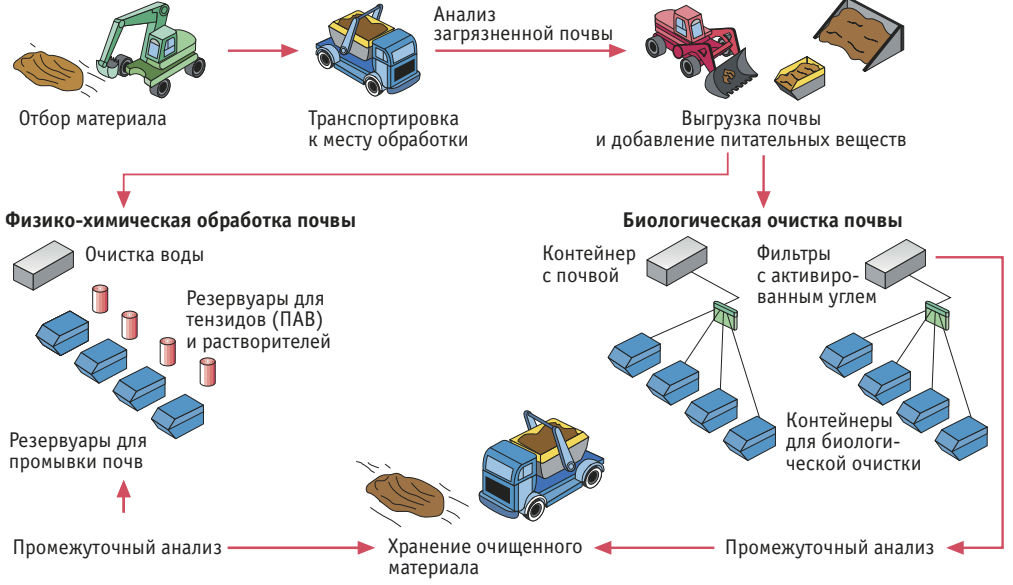 Отбор материала
Транспортировка
к месту обработки
Анализ
загрязненной почвы
Выгрузка почвы
и добавление питательных веществ
Физико-химическая обработка почвы
Очистка воды
Резервуары для
тензидов (ПАВ)
и растворителей
Резервуары для
промывки почв
Биологическая очистка почвы
Контейнер
с почвой
Фильтры
с активиро-
ванным углем
Контейнеры
для биологи-
ческой очистки
Промежуточный анализ
Хранение очищенного
материала
Промежуточный анализ